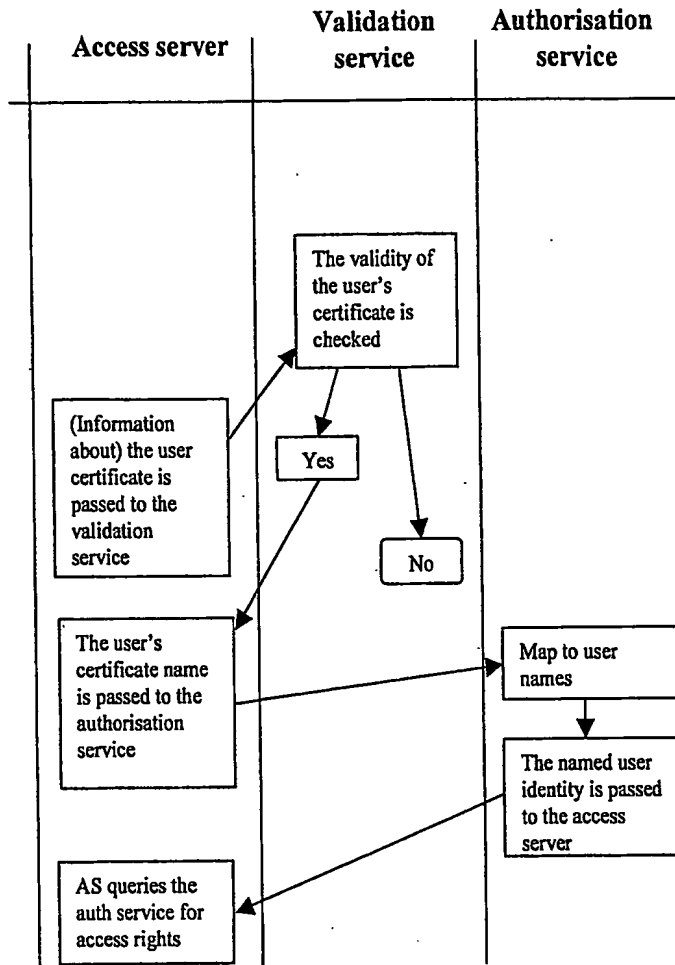 Access server
Validation
service
Authorisation
service
The validity of
the user's
certificate is
checked
(Information
about) the user
certificate is
passed to the
validation
service
Yes
No
The user's
certificate name
is passed to the
authorisation
service
Map to user
names
The named user
identity is passed
to the access
server
AS queries the
auth service for
access rights